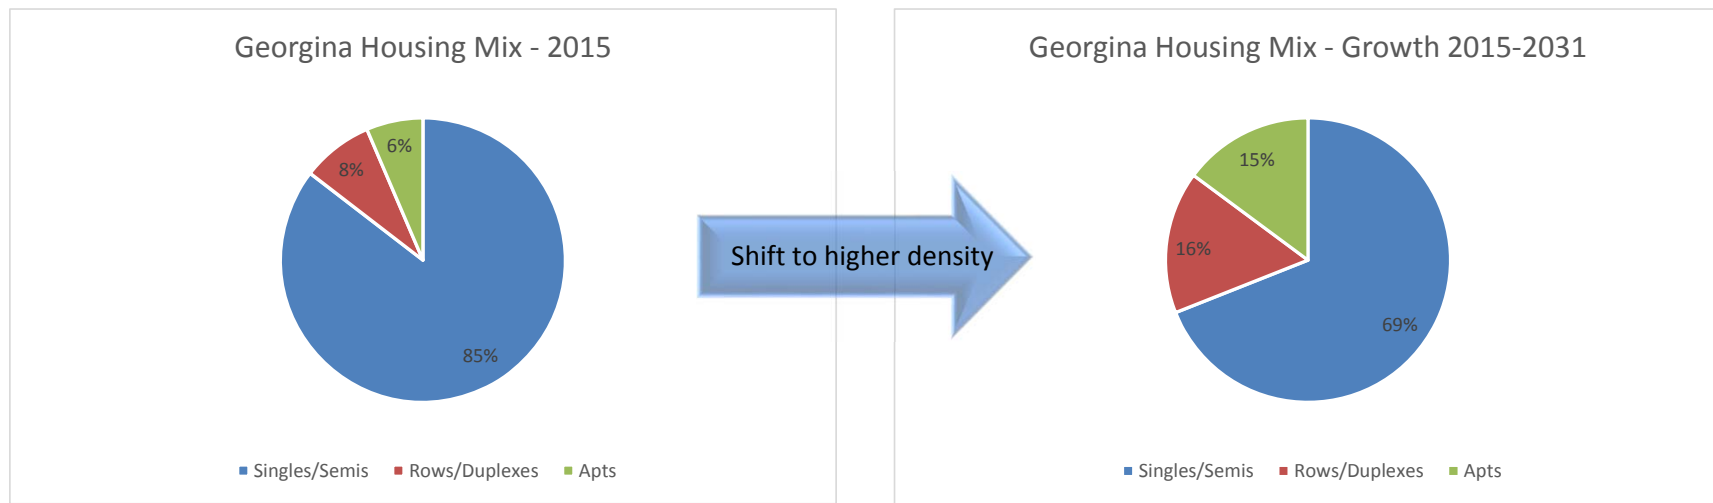 Georgina Housing Mix - 2015
6%
8%
85%
Singles/Semis Rows/Duplexes Apts
Shift to higher density
Georgina Housing Mix - Growth 2015-2031
15%
16%
69%
Singles/Semis Rows/Duplexes Apts